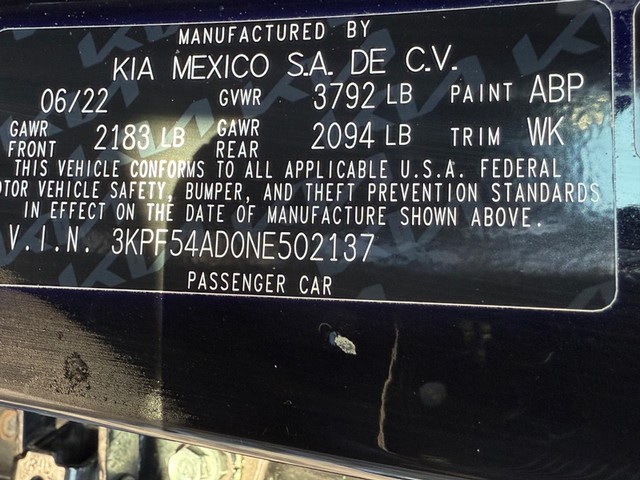 MANUFACTURED BY
KIA MEXICO S.A. DE C.V.
06/22 GVWR 3792 LB PAINT ABP
GAWR FRONT 2183 LB GAWR REAR 2094 LB TRIM WK
THIS VEHICLE CONFORMS TO ALL APPLICABLE U.S.A. FEDERAL
OTOR VEHICLE SAFETY, BUMPER, AND THEFT PREVENTION STANDARDS
IN EFFECT ON THE DATE OF MANUFACTURE SHOWN ABOVE.
V.I.N. 3KPF54AD0NE502137
PASSENGER CAR